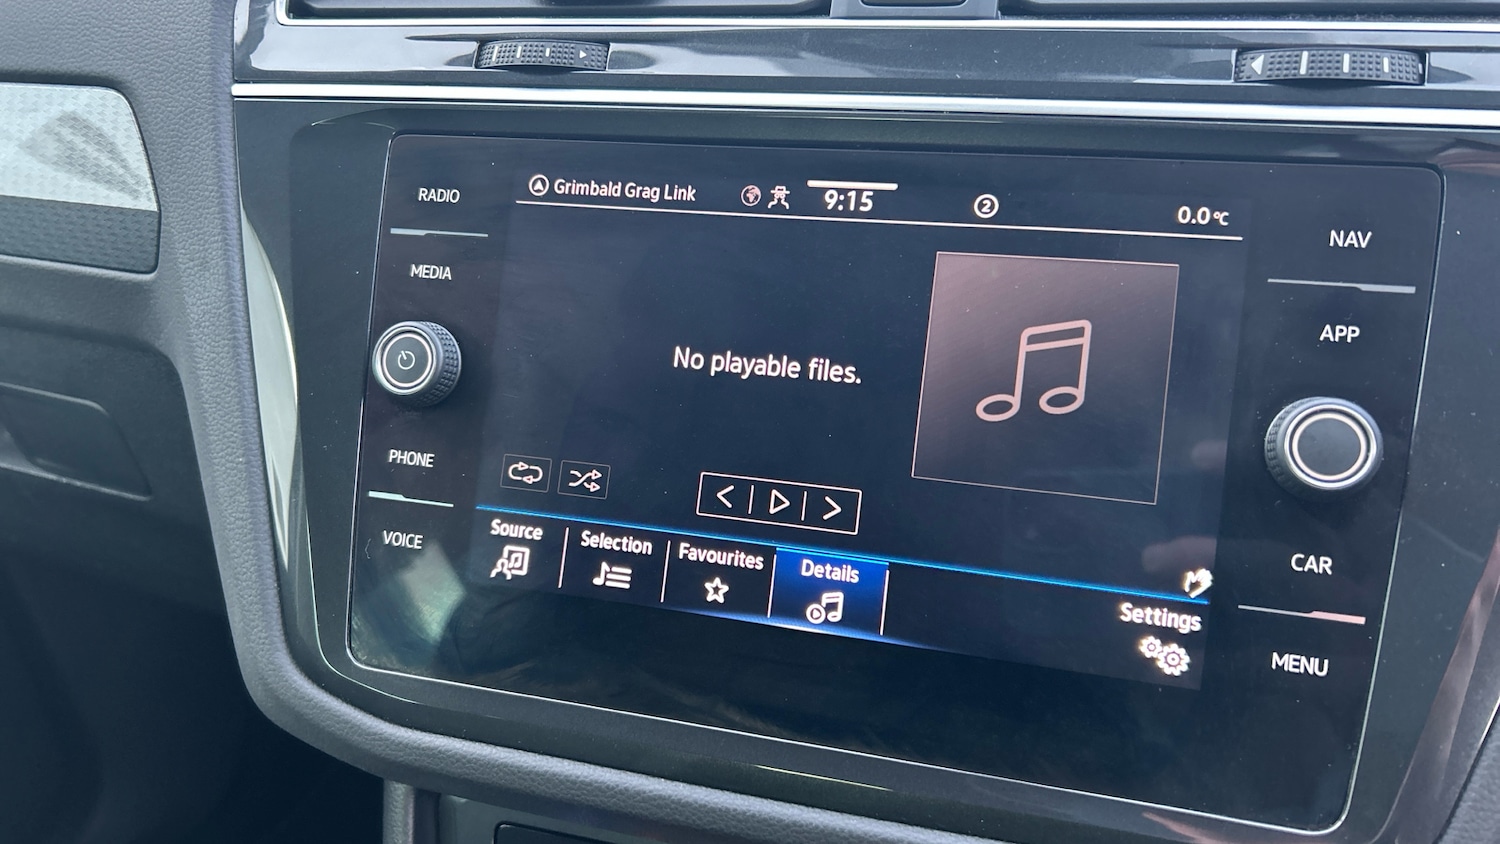 RADIO
MEDIA
PHONE
VOICE
Grimbald Grag Link
9:15
2
0.0°C
No playable files.
Source
Selection
Favourites
Details
Settings
NAV
APP
CAR
MENU